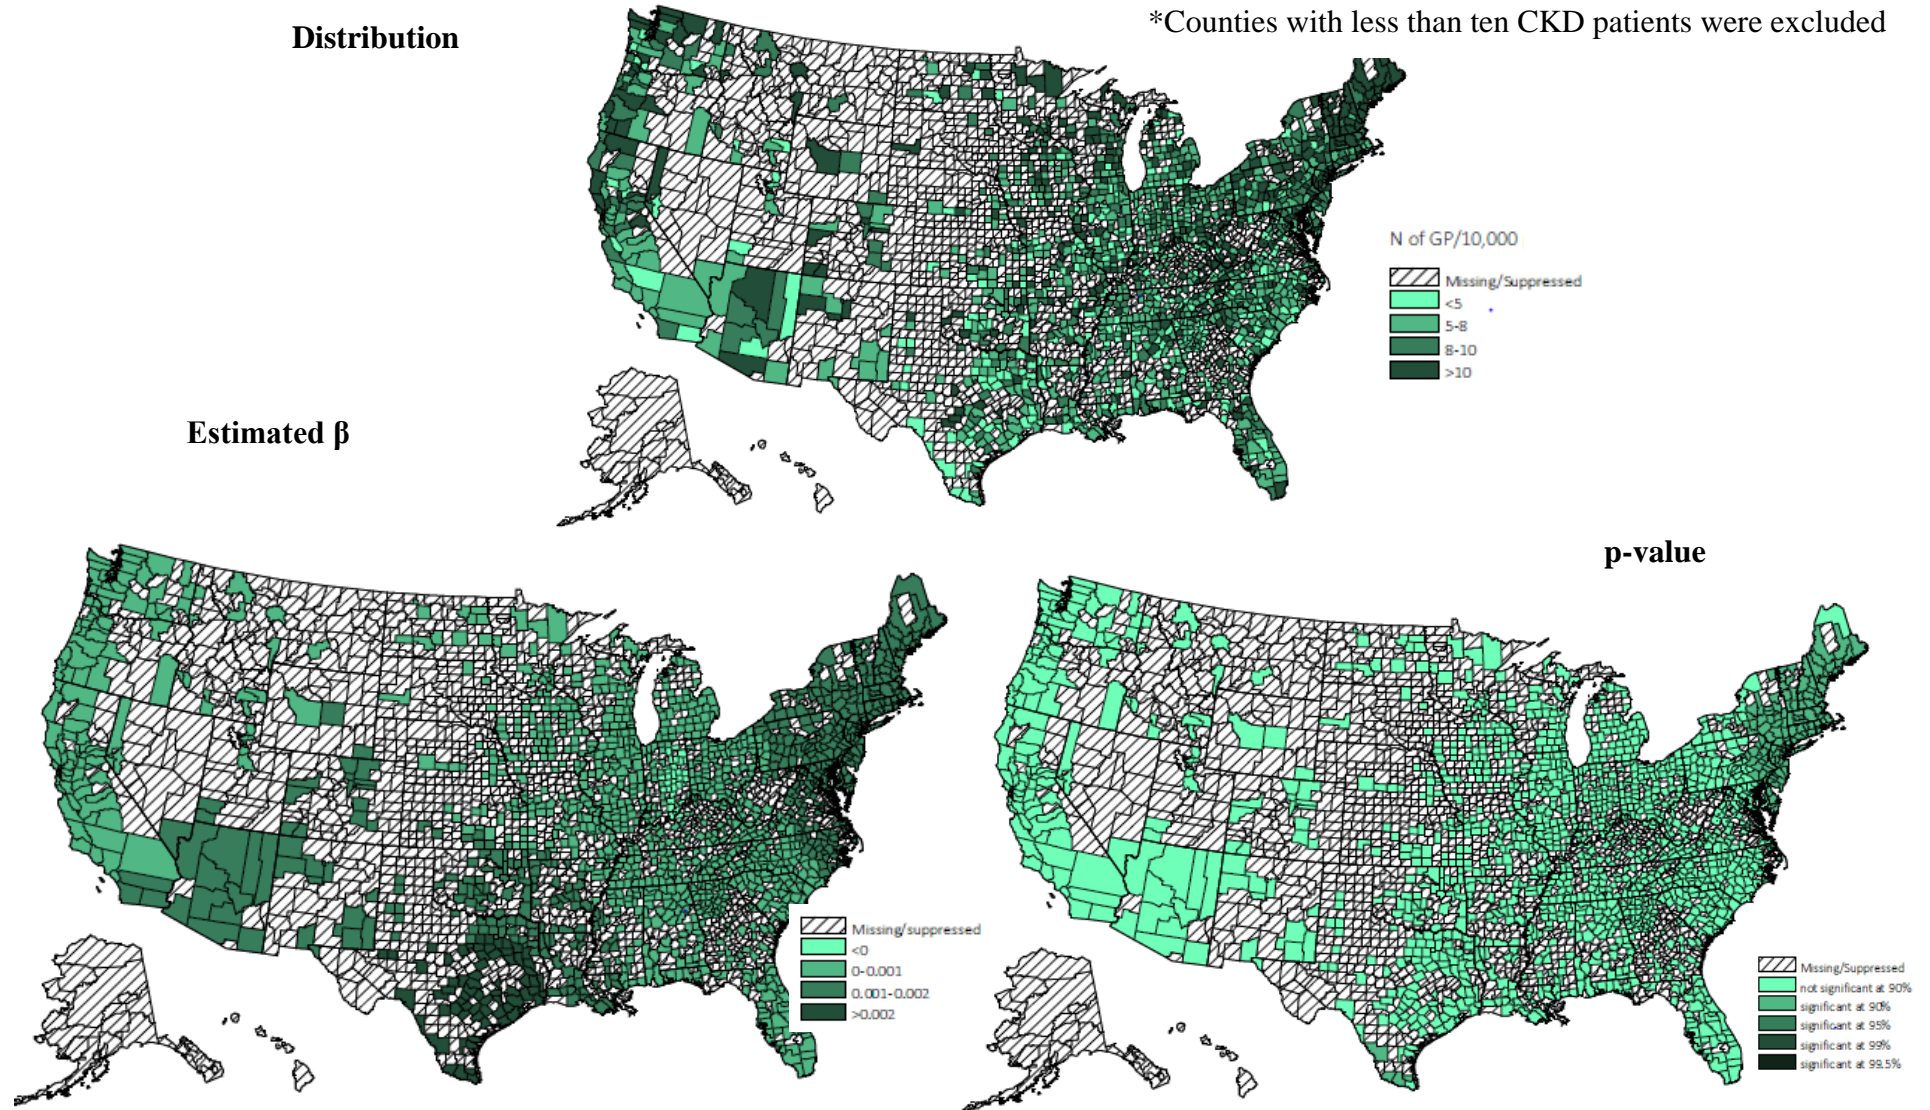 *Counties with less than ten CKD patients were excluded
Distribution
N of GP/10,000
Missing/Suppressed
<5
5-8
8-10
>10
Estimated β
Missing/suppressed
<0
0-0.001
0.001-0.002
>0.002
p-value
Missing/Suppressed
not significant at 90%
significant at 90%
significant at 95%
significant at 99%
significant at 99.5%